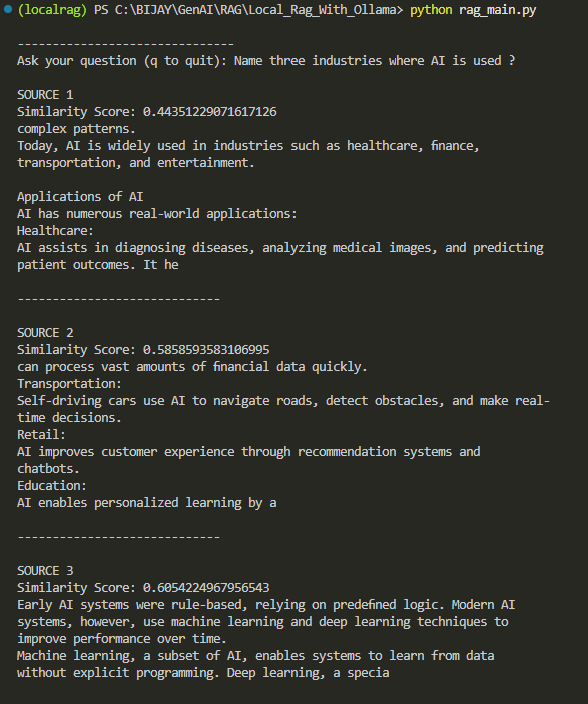 (localrag) PS C:\BIJAY\GenAI\RAG\Local_Rag_With_Ollama> python rag_main.py
-------------------------------
Ask your question (q to quit): Name three industries where AI is used ?
SOURCE 1
Similarity Score: 0.44351229071617126
complex patterns.
Today, AI is widely used in industries such as healthcare, finance,
transportation, and entertainment.
Applications of AI
AI has numerous real-world applications:
Healthcare:
AI assists in diagnosing diseases, analyzing medical images, and predicting
patient outcomes. It he
-----------------------------
SOURCE 2
Similarity Score: 0.5858593583106995
can process vast amounts of financial data quickly.
Transportation:
Self-driving cars use AI to navigate roads, detect obstacles, and make real-
time decisions.
Retail:
AI improves customer experience through recommendation systems and
chatbots.
Education:
AI enables personalized learning by a
-----------------------------
SOURCE 3
Similarity Score: 0.6054224967956543
Early AI systems were rule-based, relying on predefined logic. Modern AI
systems, however, use machine learning and deep learning techniques to
improve performance over time.
Machine learning, a subset of AI, enables systems to learn from data
without explicit programming. Deep learning, a specia